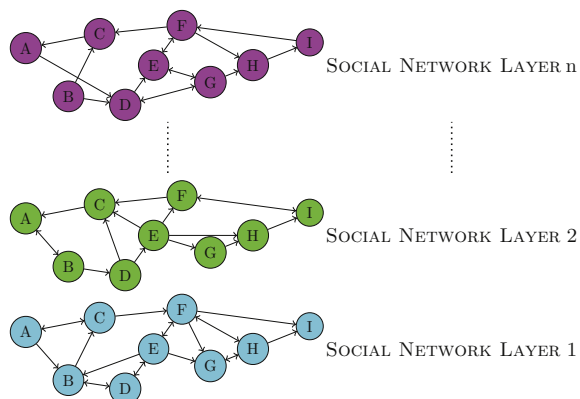 F
C
I
A
E
H
SOCIAL NETWORK LAYER n
G
B
D
F
C
I
A
E
H
SOCIAL NETWORK LAYER 2
G
B
D
F
C
I
A
E
H
SOCIAL NETWORK LAYER 1
G
B
D